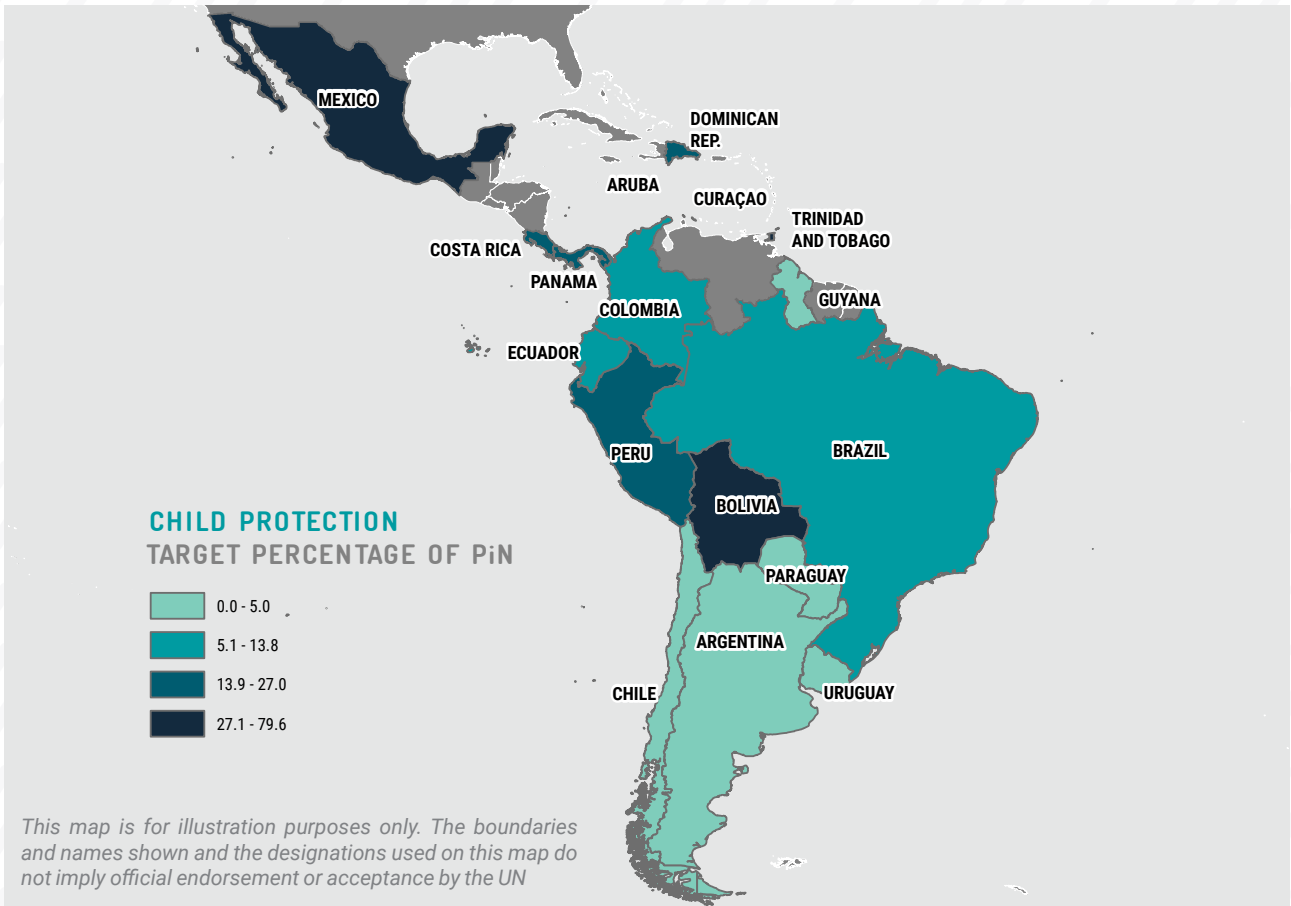 MEXICO
DOMINICAN
REP.
ARUBA
CURAÇAO
TRINIDAD
AND TOBAGO
COSTA RICA
PANAMA
GUYANA
COLOMBIA
ECUADOR
PERU
BRAZIL
BOLIVIA
PARAGUAY
ARGENTINA
CHILE
URUGUAY
CHILD PROTECTION
TARGET PERCENTAGE OF PiN
0.0 - 5.0
5.1 - 13.8
13.9 - 27.0
27.1 - 79.6
This map is for illustration purposes only. The boundaries
and names shown and the designations used on this map do
not imply official endorsement or acceptance by the UN